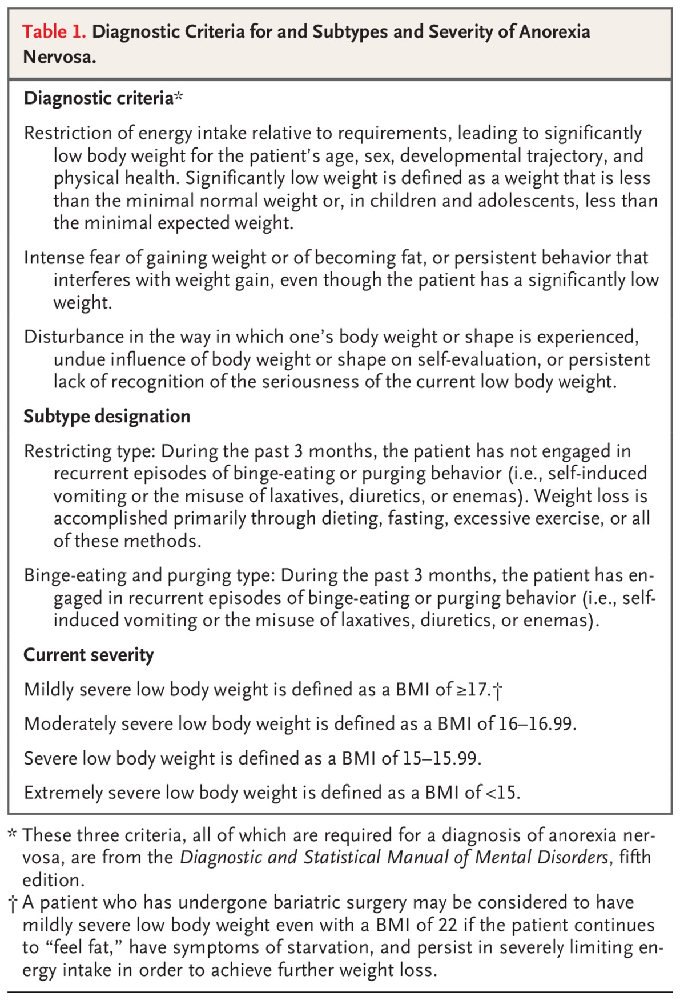 Table 1. Diagnostic Criteria for and Subtypes and Severity of Anorexia
Nervosa.
Diagnostic criteria*
Restriction of energy intake relative to requirements, leading to significantly
low body weight for the patient’s age, sex, developmental trajectory, and
physical health. Significantly low weight is defined as a weight that is less
than the minimal normal weight or, in children and adolescents, less than
the minimal expected weight.
Intense fear of gaining weight or of becoming fat, or persistent behavior that
interferes with weight gain, even though the patient has a significantly low
weight.
Disturbance in the way in which one’s body weight or shape is experienced,
undue influence of body weight or shape on self-evaluation, or persistent
lack of recognition of the seriousness of the current low body weight.
Subtype designation
Restricting type: During the past 3 months, the patient has not engaged in
recurrent episodes of binge-eating or purging behavior (i.e., self-induced
vomiting or the misuse of laxatives, diuretics, or enemas). Weight loss is
accomplished primarily through dieting, fasting, excessive exercise, or all
of these methods.
Binge-eating and purging type: During the past 3 months, the patient has en-
gaged in recurrent episodes of binge-eating or purging behavior (i.e., self-
induced vomiting or the misuse of laxatives, diuretics, or enemas).
Current severity
Mildly severe low body weight is defined as a BMI of ≥17.†
Moderately severe low body weight is defined as a BMI of 16–16.99.
Severe low body weight is defined as a BMI of 15–15.99.
Extremely severe low body weight is defined as a BMI of <15.
* These three criteria, all of which are required for a diagnosis of anorexia ner-
vosa, are from the Diagnostic and Statistical Manual of Mental Disorders, fifth
edition.
† A patient who has undergone bariatric surgery may be considered to have
mildly severe low body weight even with a BMI of 22 if the patient continues
to “feel fat,” have symptoms of starvation, and persist in severely limiting en-
ergy intake in order to achieve further weight loss.